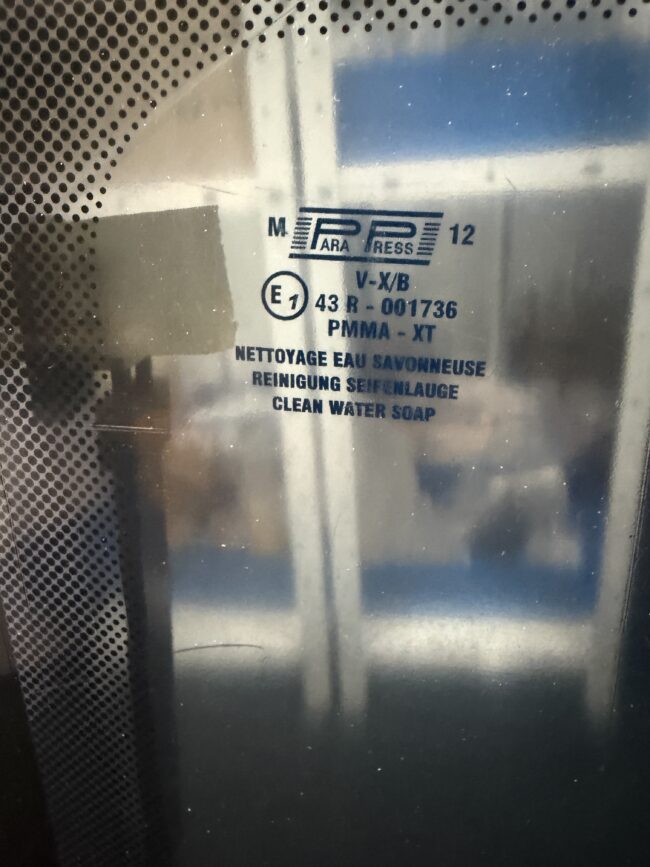 M PARA PRESS 12
V-X/B
E1 43 R - 001736
PMMA - XT
NETTOYAGE EAU SAVONNEUSE
REINIGUNG SEIFENLAUGE
CLEAN WATER SOAP